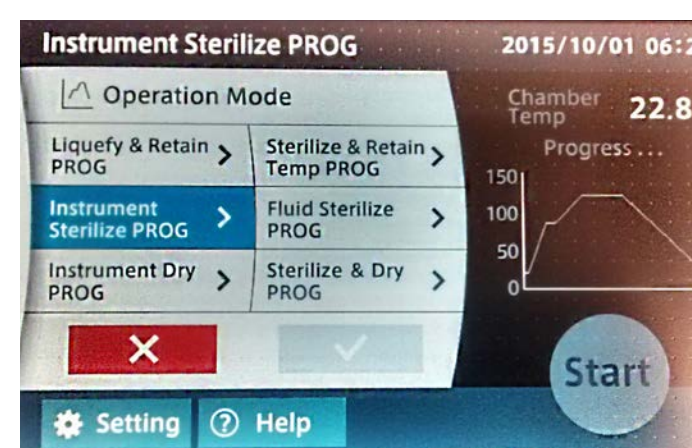 Instrument Sterilize PROG
2015/10/01 06:2
Operation Mode
Liquefy & Retain
PROG
Sterilize & Retain
Temp PROG
Instrument
Sterilize PROG
Fluid Sterilize
PROG
Instrument Dry
PROG
Sterilize & Dry
PROG
Chamber
Temp
22.8
Progress...
150
100
50
0
Start
Setting
? Help